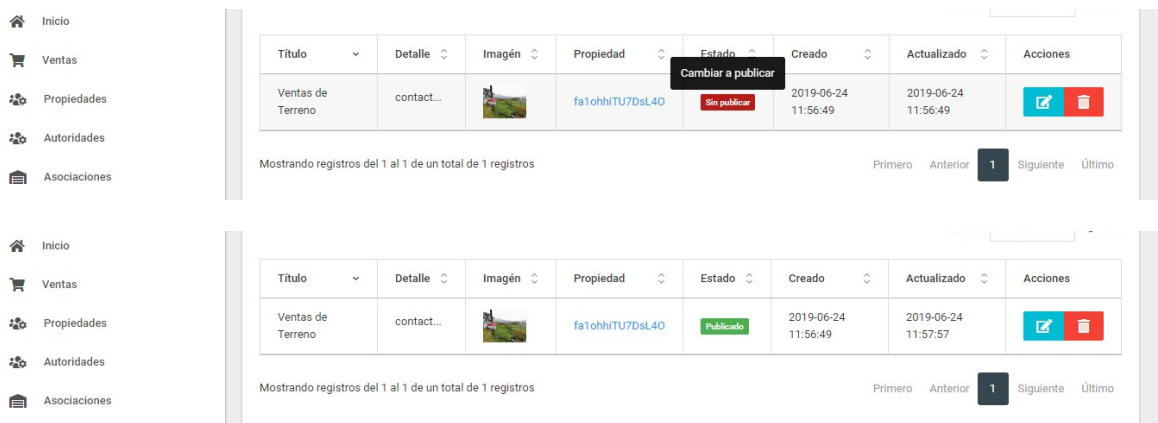 Inicio
Ventas
Propiedades
Autoridades
Asociaciones
Título Detalle Imagén Propiedad Estado Creado Actualizado Acciones
Cambiar a publicar
Ventas de Terreno contact... fa1ohhiTU7DsL4O Sin publicar 2019-06-24 11:56:49 2019-06-24 11:56:49
Mostrando registros del 1 al 1 de un total de 1 registros
Primero Anterior 1 Siguiente Último
Inicio
Ventas
Propiedades
Autoridades
Asociaciones
Título Detalle Imagén Propiedad Estado Creado Actualizado Acciones
Ventas de Terreno contact... fa1ohhiTU7DsL4O Publicado 2019-06-24 11:56:49 2019-06-24 11:57:57
Mostrando registros del 1 al 1 de un total de 1 registros
Primero Anterior 1 Siguiente Último